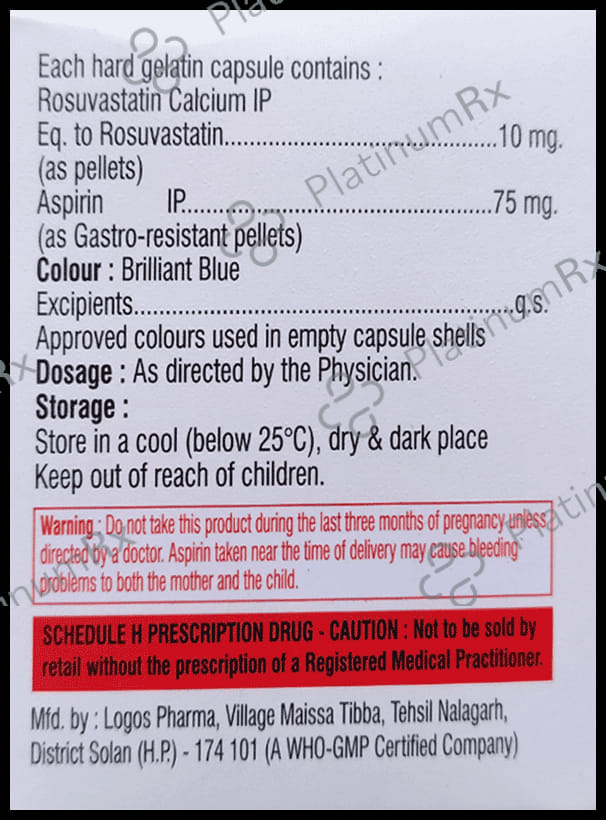 Each hard gelatin capsule contains :
Rosuvastatin Calcium IP
Eq. to Rosuvastatin..........................................10 mg.
(as pellets)
Aspirin IP................................................75 mg.
(as Gastro-resistant pellets)
Colour : Brilliant Blue
Excipients............................................................q.s.
Approved colours used in empty capsule shells
Dosage : As directed by the Physician.
Storage :
Store in a cool (below 25°C), dry & dark place
Keep out of reach of children.
Warning : Do not take this product during the last three months of pregnancy unless
directed by a doctor. Aspirin taken near the time of delivery may cause bleeding
problems to both the mother and the child.
SCHEDULE H PRESCRIPTION DRUG - CAUTION : Not to be sold by
retail without the prescription of a Registered Medical Practitioner.
Mfd. by : Logos Pharma, Village Maissa Tibba, Tehsil Nalagarh,
District Solan (H.P.) - 174 101 (A WHO-GMP Certified Company)
PlatinumRx
PlatinumRx
PlatinumRx
Platinum
Rx